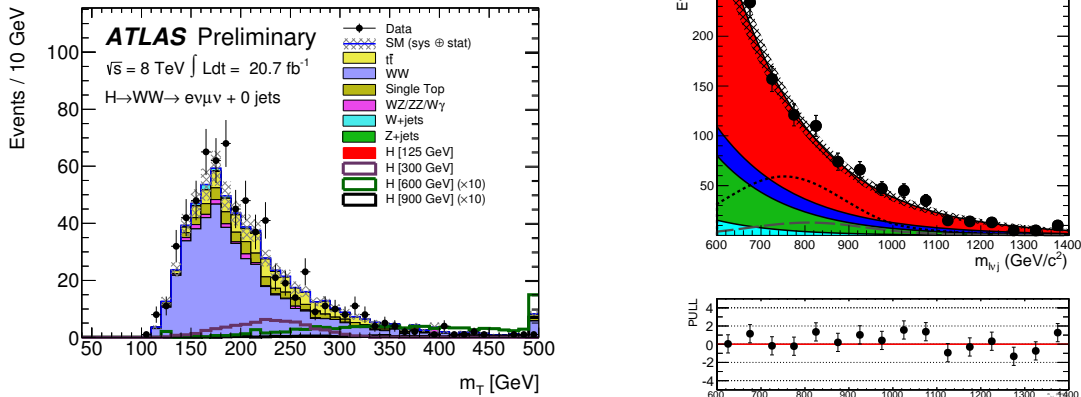 Events / 10 GeV
100
80
60
40
20
0
ATLAS Preliminary
√s = 8 TeV ∫ Ldt = 20.7 fb⁻¹
H→WW→ eνμν + 0 jets
Data
SM (sys ⊕ stat)
tt̄
WW
Single Top
WZ/ZZ/Wγ
W+jets
Z+jets
H [125 GeV]
H [300 GeV]
H [600 GeV] (×10)
H [900 GeV] (×10)
50 100 150 200 250 300 350 400 450 500
m_T [GeV]
200
150
100
50
600 700 800 900 1000 1100 1200 1300 1400
m_lνj (GeV/c²)
PULL
4
2
0
-2
-4
600 700 800 900 1000 1100 1200 1300